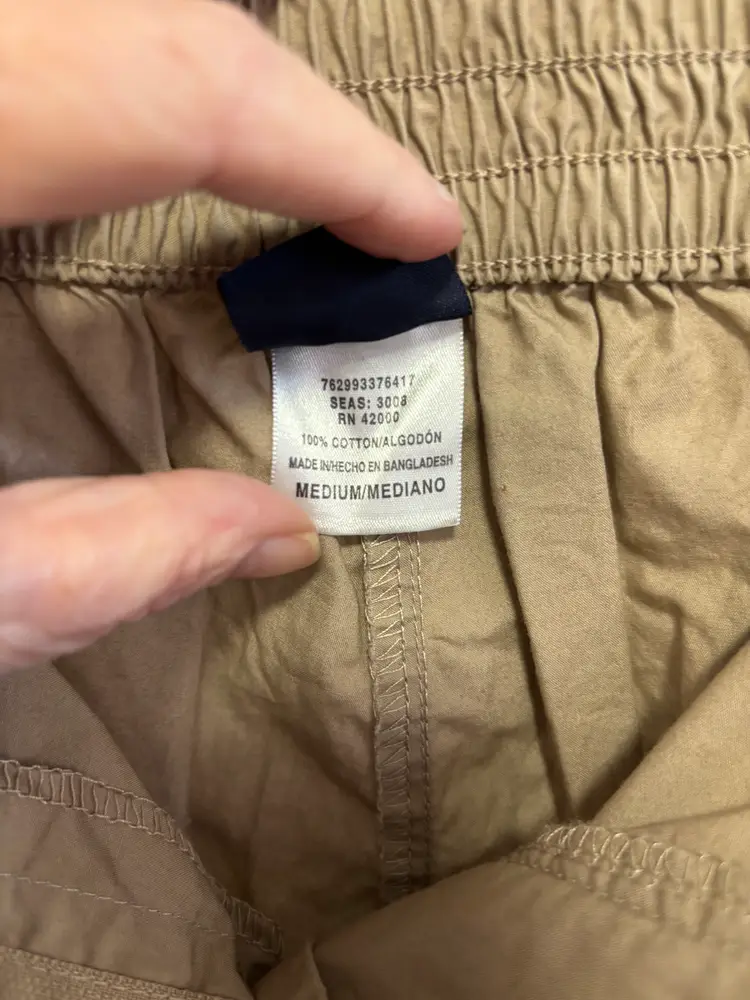 762993376417
SEAS: 3008
RN 42000
100% COTTON/ALGODÓN
MADE IN/HECHO EN BANGLADESH
MEDIUM/MEDIANO